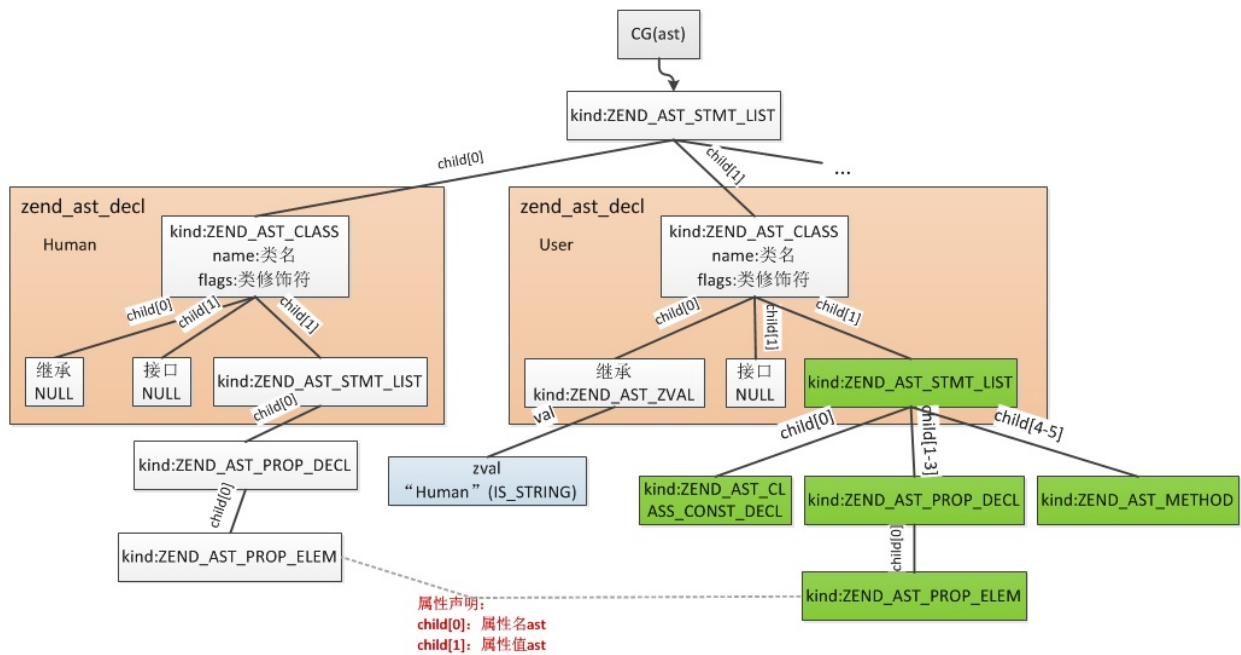 CG(ast)
kind:ZEND_AST_STMT_LIST
child[0]
child[1]
...
zend_ast_decl
Human
kind:ZEND_AST_CLASS
name:类名
flags:类修饰符
child[0]
child[1]
child[1]
继承
NULL
接口
NULL
kind:ZEND_AST_STMT_LIST
child[0]
kind:ZEND_AST_PROP_DECL
child[0]
kind:ZEND_AST_PROP_ELEM
zend_ast_decl
User
kind:ZEND_AST_CLASS
name:类名
flags:类修饰符
child[0]
child[1]
child[1]
继承
kind:ZEND_AST_ZVAL
接口
NULL
kind:ZEND_AST_STMT_LIST
val
zval
“Human”(IS_STRING)
child[0]
child[1-3]
child[4-5]
kind:ZEND_AST_CL
ASS_CONST_DECL
kind:ZEND_AST_PROP_DECL
kind:ZEND_AST_METHOD
child[0]
kind:ZEND_AST_PROP_ELEM
属性声明：
child[0]：属性名ast
child[1]：属性值ast